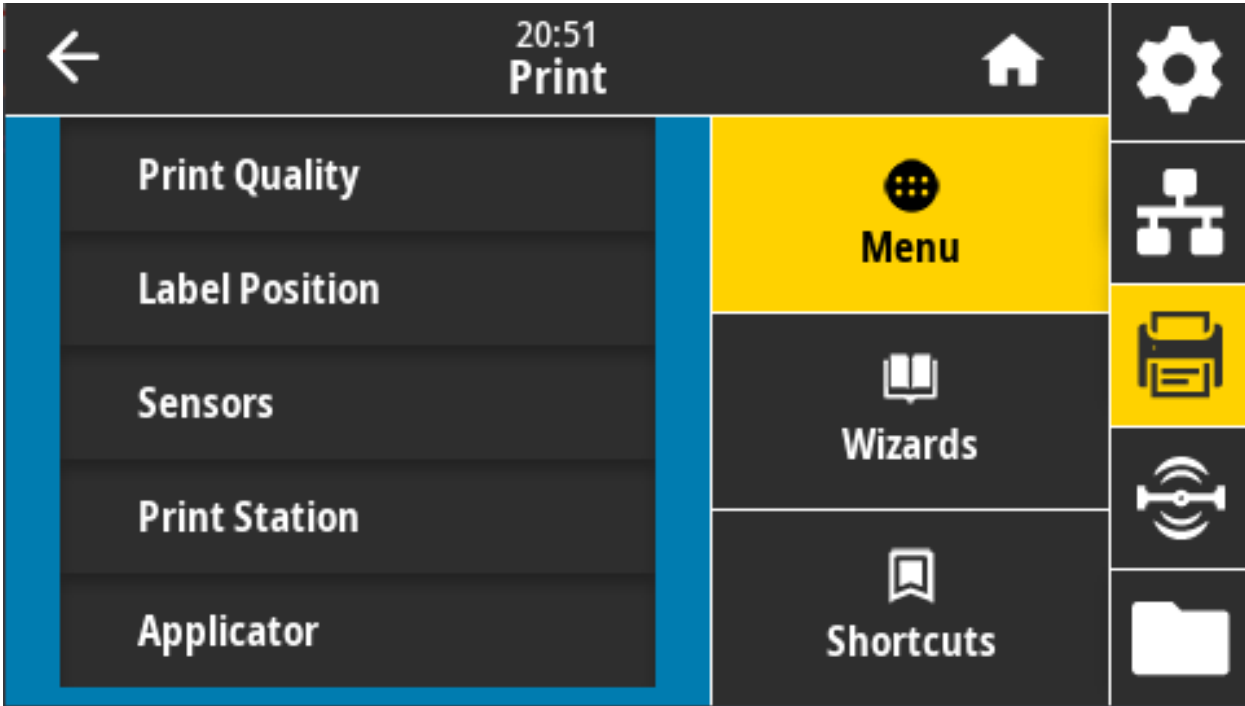 20:51
Print
Print Quality
Label Position
Sensors
Print Station
Applicator
Menu
Wizards
Shortcuts